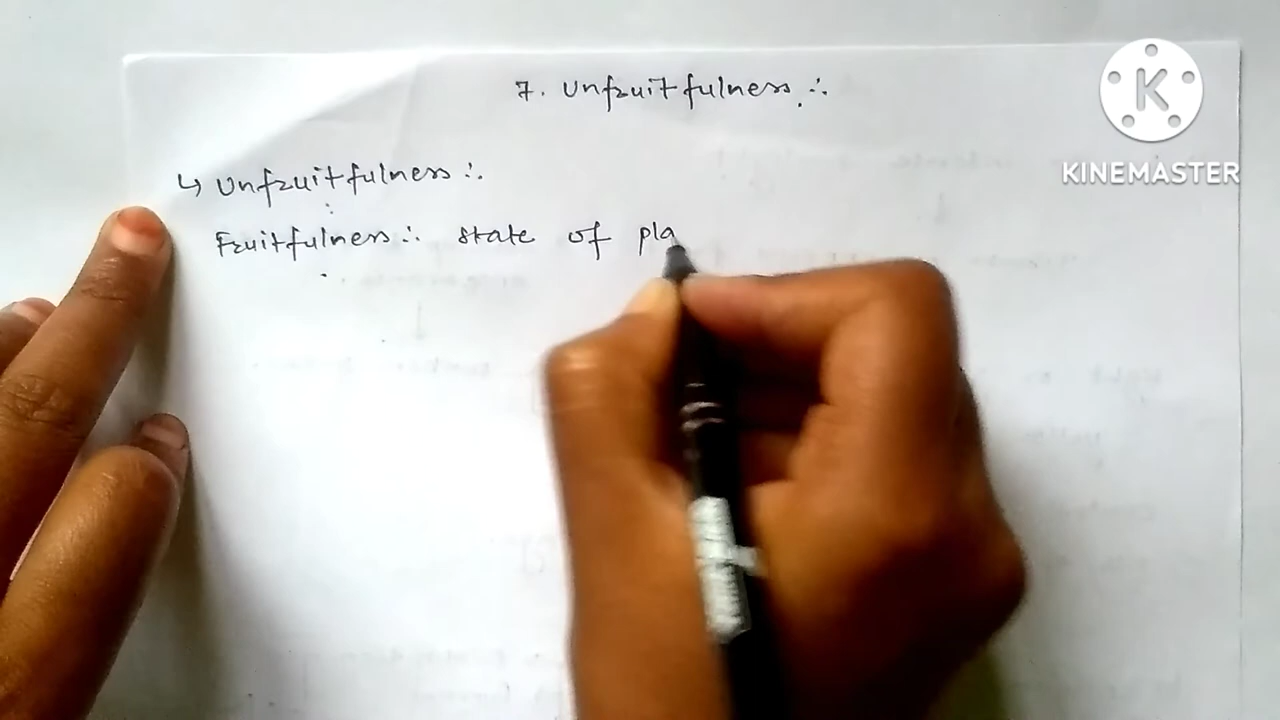 7. Unfruitfulness :
↳ Unfruitfulness :
Fruitfulness : state of pla
K
KINEMASTER